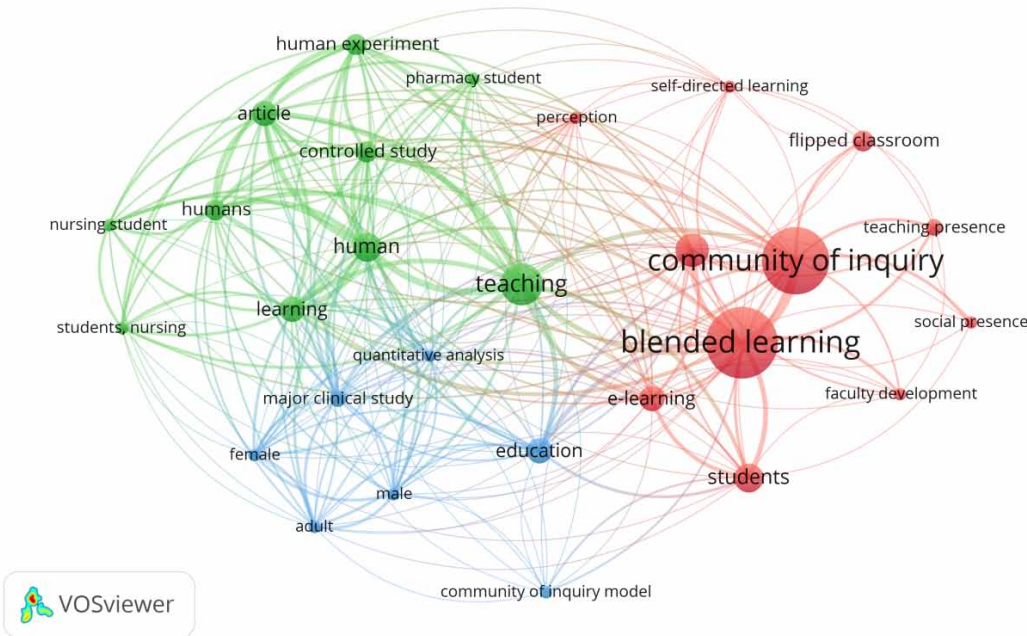 human experiment
pharmacy student
self-directed learning
article
perception
flipped classroom
controlled study
humans
nursing student
teaching presence
human
community of inquiry
teaching
learning
social presence
students, nursing
blended learning
quantitative analysis
major clinical study
e-learning
faculty development
female
education
students
male
adult
community of inquiry model
VOSviewer